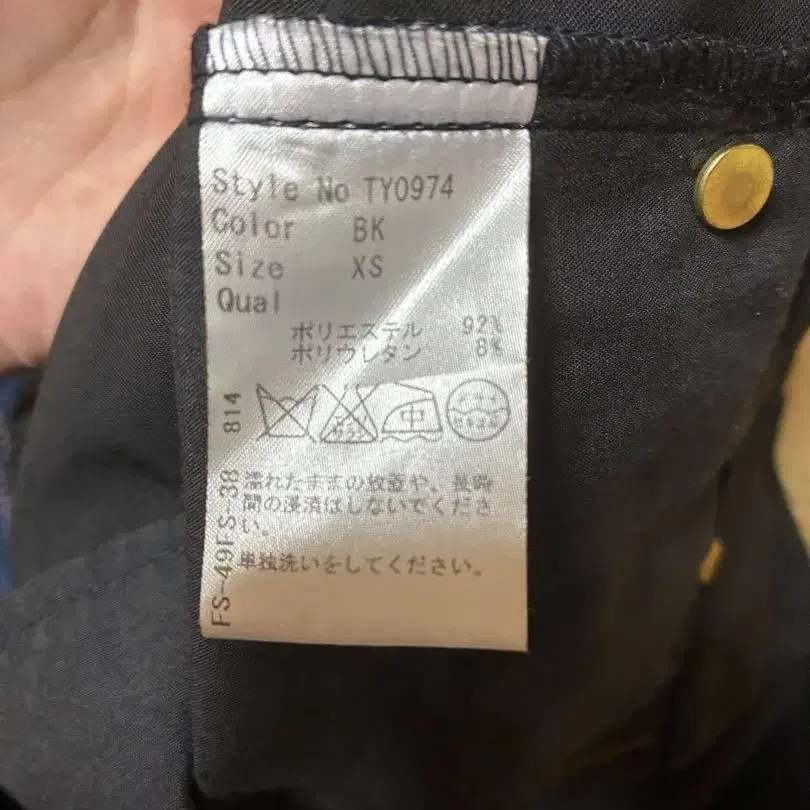 Style No TY0974
Color BK
Size XS
Qual
ポリエステル 92%
ポリウレタン 8%
中
濡れたままの放置や、長時
間の浸漬はしないでくださ
い。
単独洗いをしてください。
FS-49FS-38 814